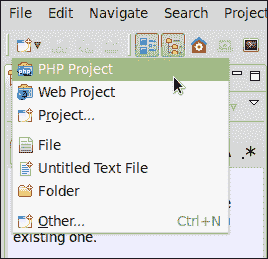 File Edit Navigate Search Project
PHP Project
Web Project
Project...
File
Untitled Text File
Folder
Other... Ctrl+N
existing one.